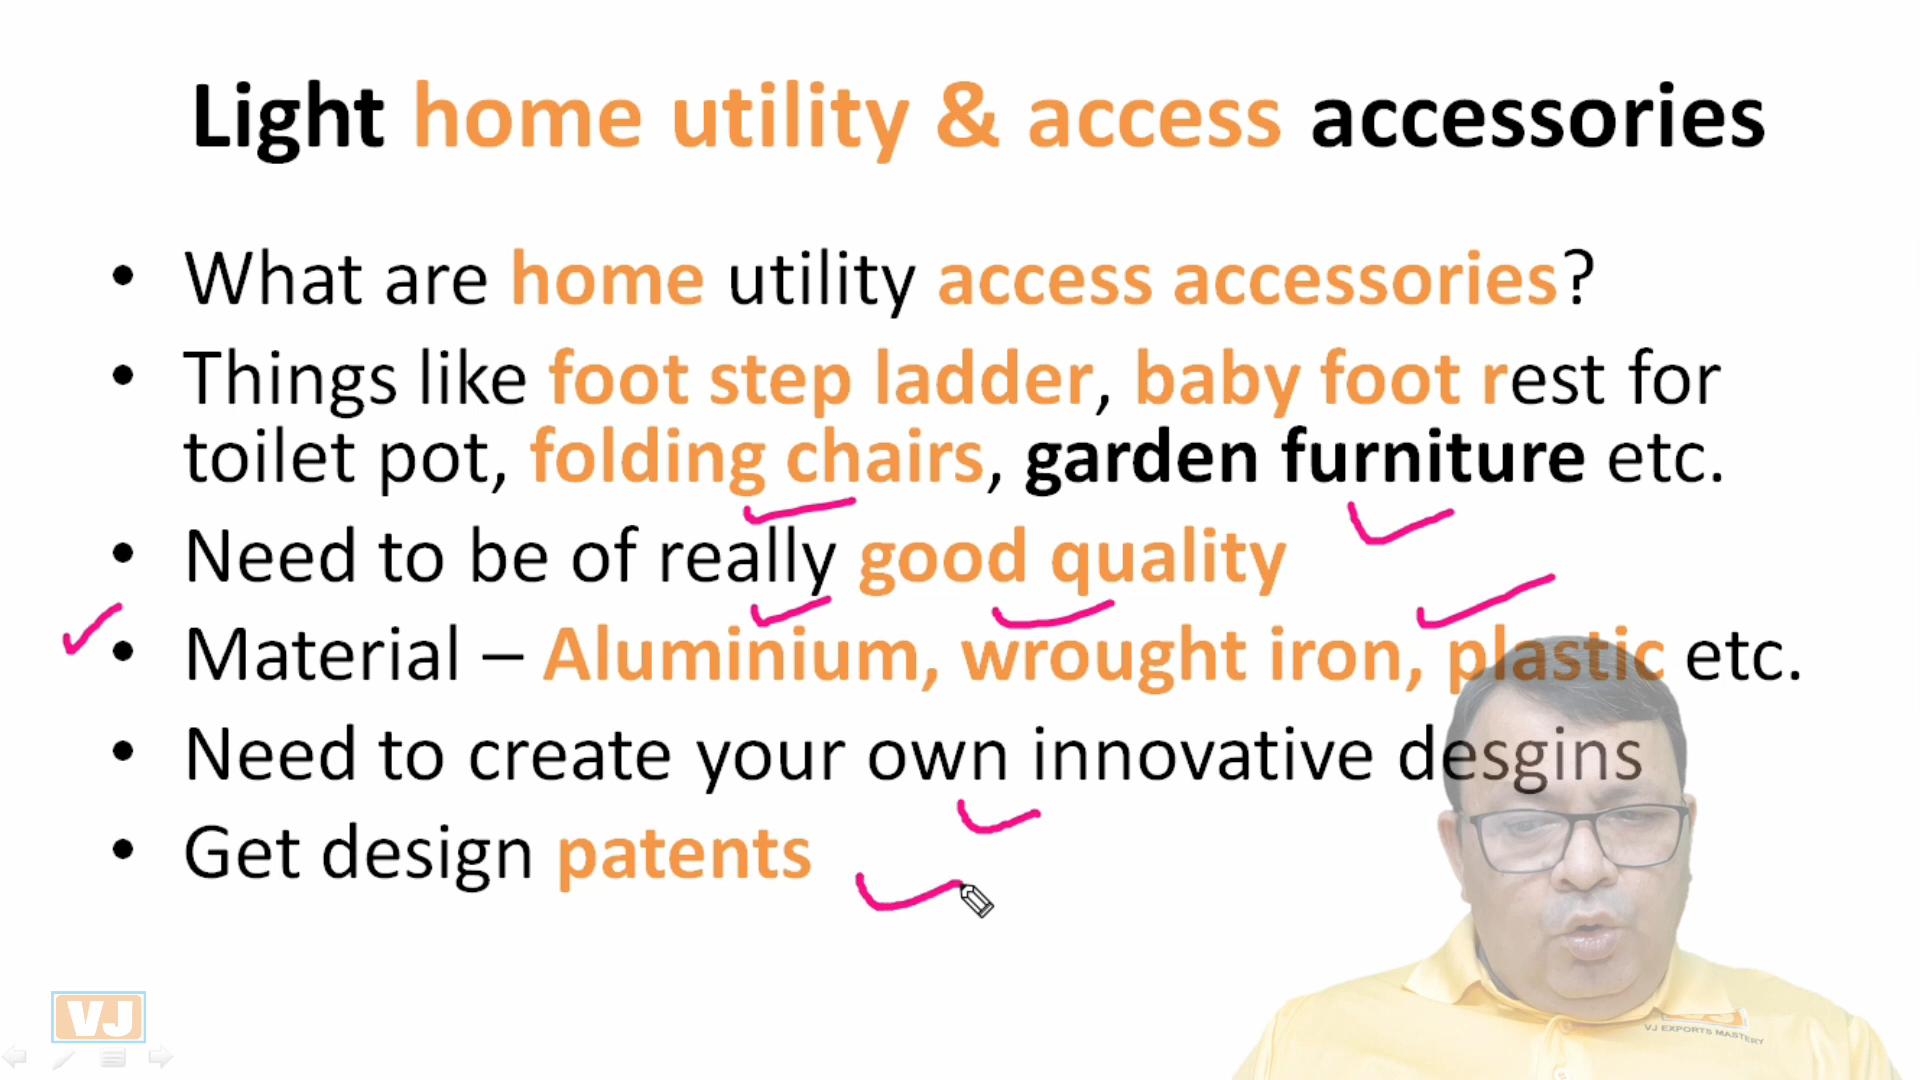 Light home utility & access accessories
• What are home utility access accessories?
• Things like foot step ladder, baby foot rest for
toilet pot, folding chairs, garden furniture etc.
• Need to be of really good quality
• Material – Aluminium, wrought iron, plastic etc.
• Need to create your own innovative desgins
• Get design patents
VJ
VJ
VJ EXPORTS MASTERY